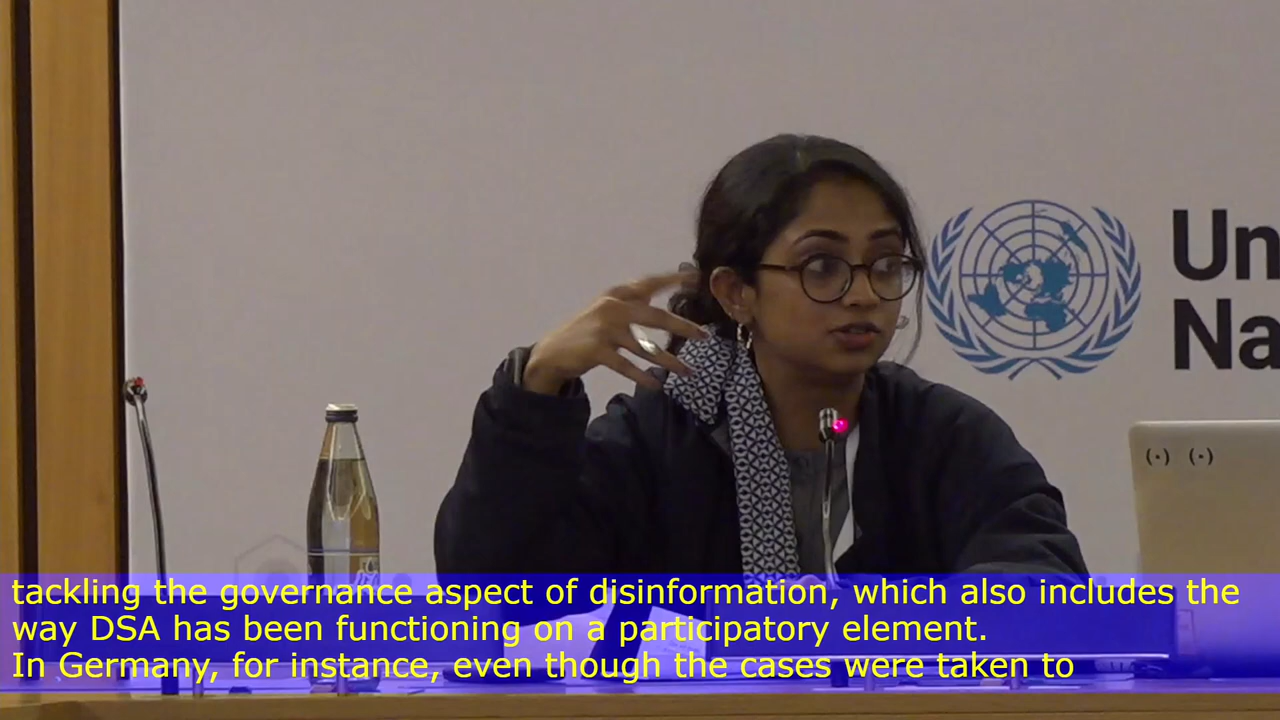 Un
Na
(·) (·)
tackling the governance aspect of disinformation, which also includes the
way DSA has been functioning on a participatory element.
In Germany, for instance, even though the cases were taken to